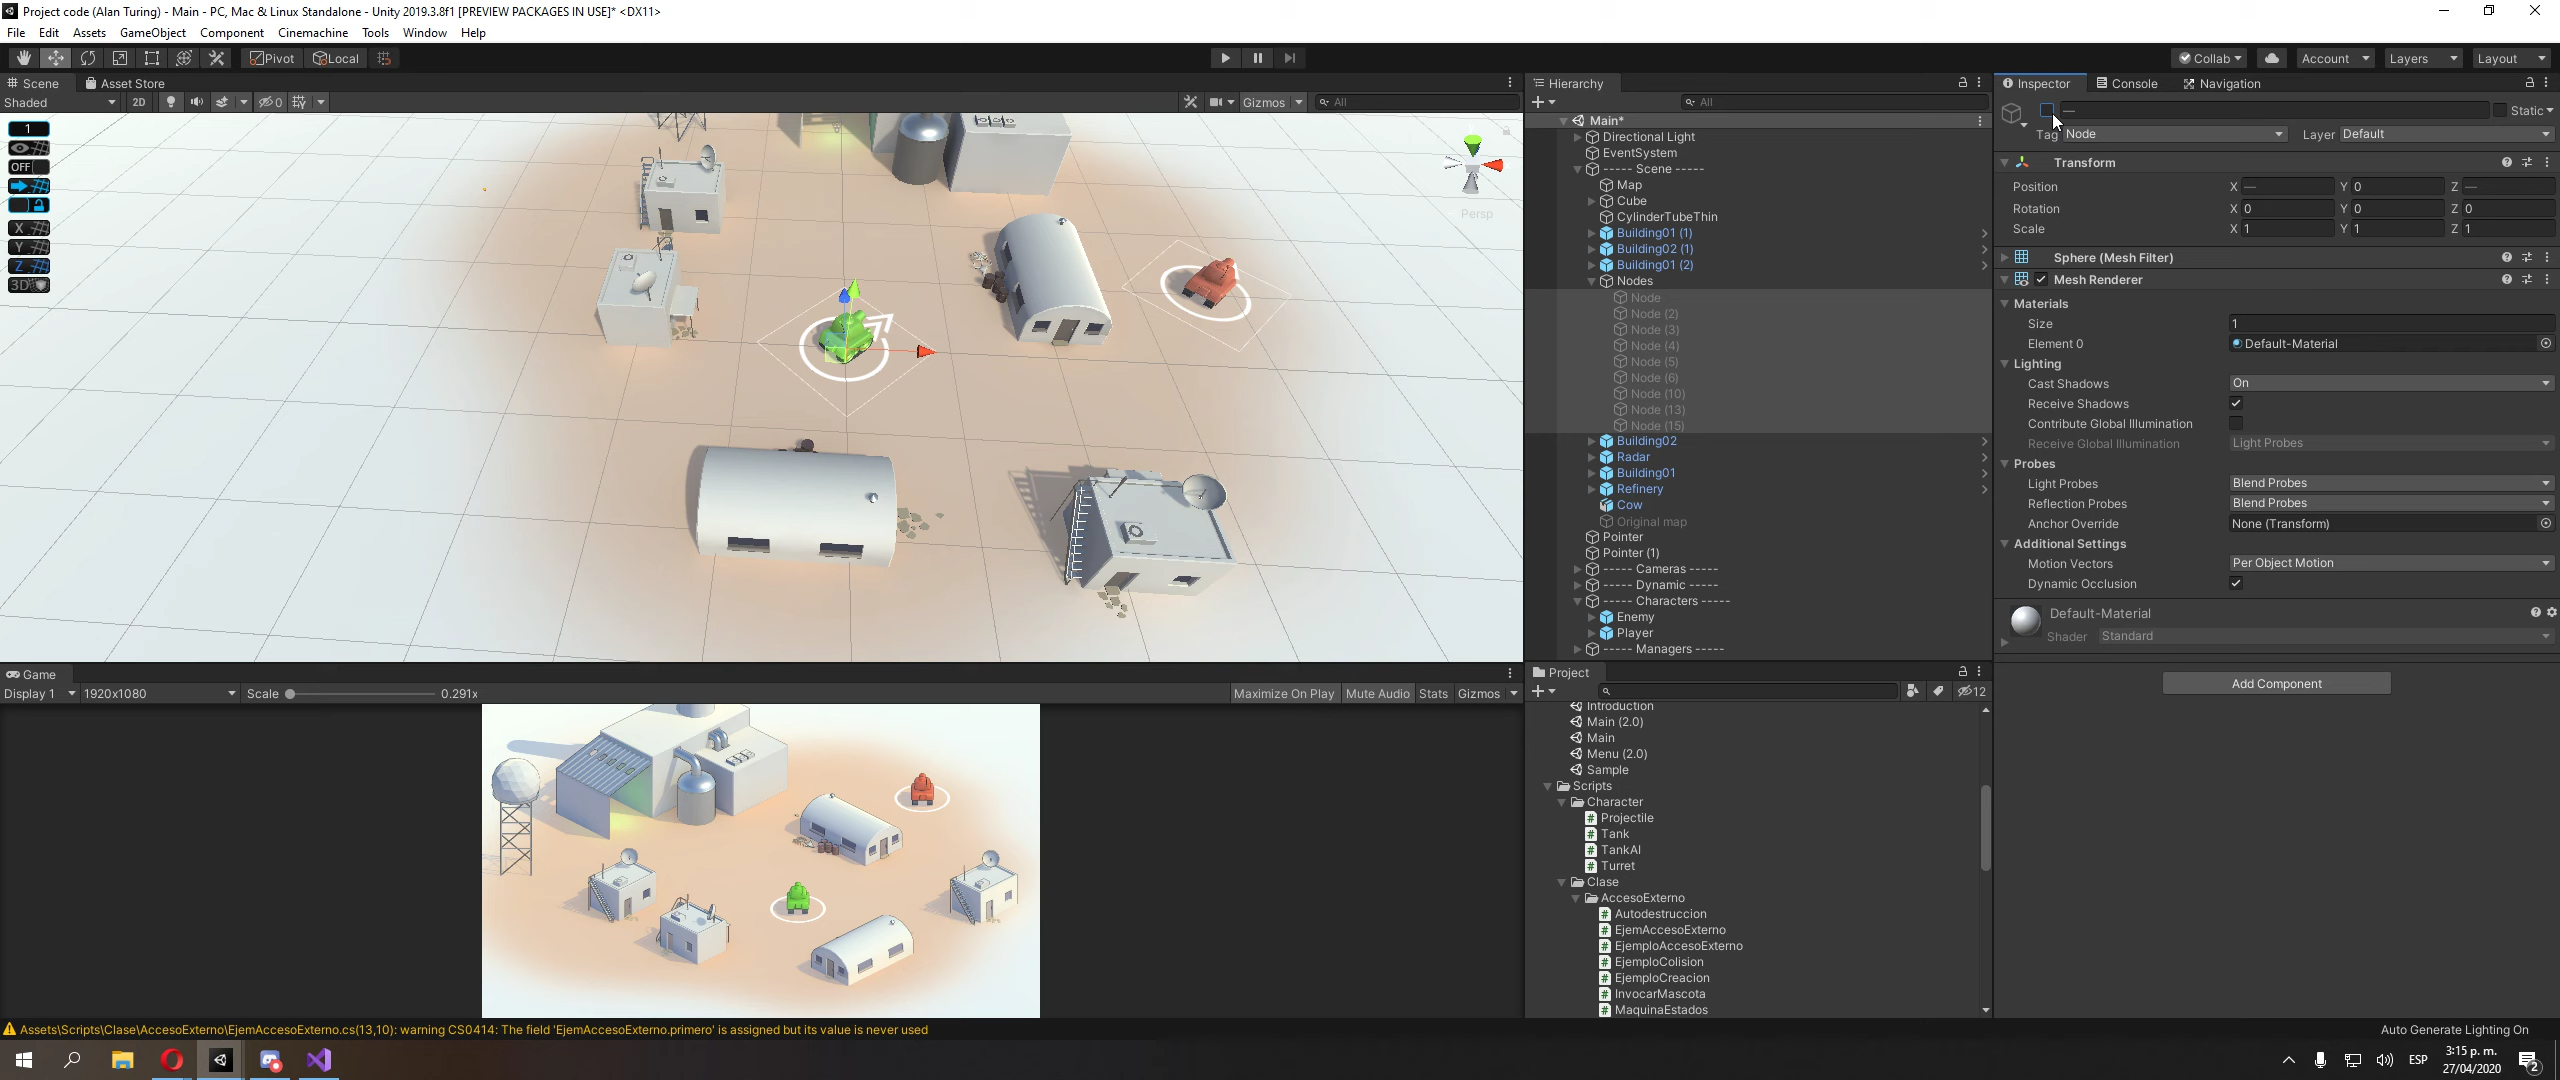 Project code (Alan Turing) - Main - PC, Mac & Linux Standalone - Unity 2019.3.8f1 [PREVIEW PACKAGES IN USE]* <DX11>
File Edit Assets GameObject Component Cinemachine Tools Window Help
Pivot Local Collab Account Layers Layout
Scene Asset Store
Shaded 2D 0 Gizmos All
1
OFF
X
Y
Z
3D
Persp
Hierarchy
All
Main*
Directional Light
EventSystem
----- Scene -----
Map
Cube
CylinderTubeThin
Building01 (1)
Building02 (1)
Building01 (2)
Nodes
Node
Node (2)
Node (3)
Node (4)
Node (5)
Node (6)
Node (10)
Node (13)
Node (15)
Building02
Radar
Building01
Refinery
Cow
Original map
Pointer
Pointer (1)
----- Cameras -----
----- Dynamic -----
----- Characters -----
Enemy
Player
----- Managers -----
Inspector Console Navigation
— Static
Tag Node Layer Default
Transform
Position X — Y 0 Z —
Rotation X 0 Y 0 Z 0
Scale X 1 Y 1 Z 1
Sphere (Mesh Filter)
Mesh Renderer
Materials
Size 1
Element 0 Default-Material
Lighting
Cast Shadows On
Receive Shadows
Contribute Global Illumination
Receive Global Illumination Light Probes
Probes
Light Probes Blend Probes
Reflection Probes Blend Probes
Anchor Override None (Transform)
Additional Settings
Motion Vectors Per Object Motion
Dynamic Occlusion
Default-Material
Shader Standard
Add Component
Game
Display 1 1920x1080 Scale 0.291x Maximize On Play Mute Audio Stats Gizmos
Project
12
Introduction
Main (2.0)
Main
Menu (2.0)
Sample
Scripts
Character
Projectile
Tank
TankAI
Turret
Clase
AccesoExterno
Autodestruccion
EjemAccesoExterno
EjemploAccesoExterno
EjemploColision
EjemploCreacion
InvocarMascota
MaquinaEstados
Assets\Scripts\Clase\AccesoExterno\EjemAccesoExterno.cs(13,10): warning CS0414: The field 'EjemAccesoExterno.primero' is assigned but its value is never used
Auto Generate Lighting On
ESP
3:15 p. m.
27/04/2020
2